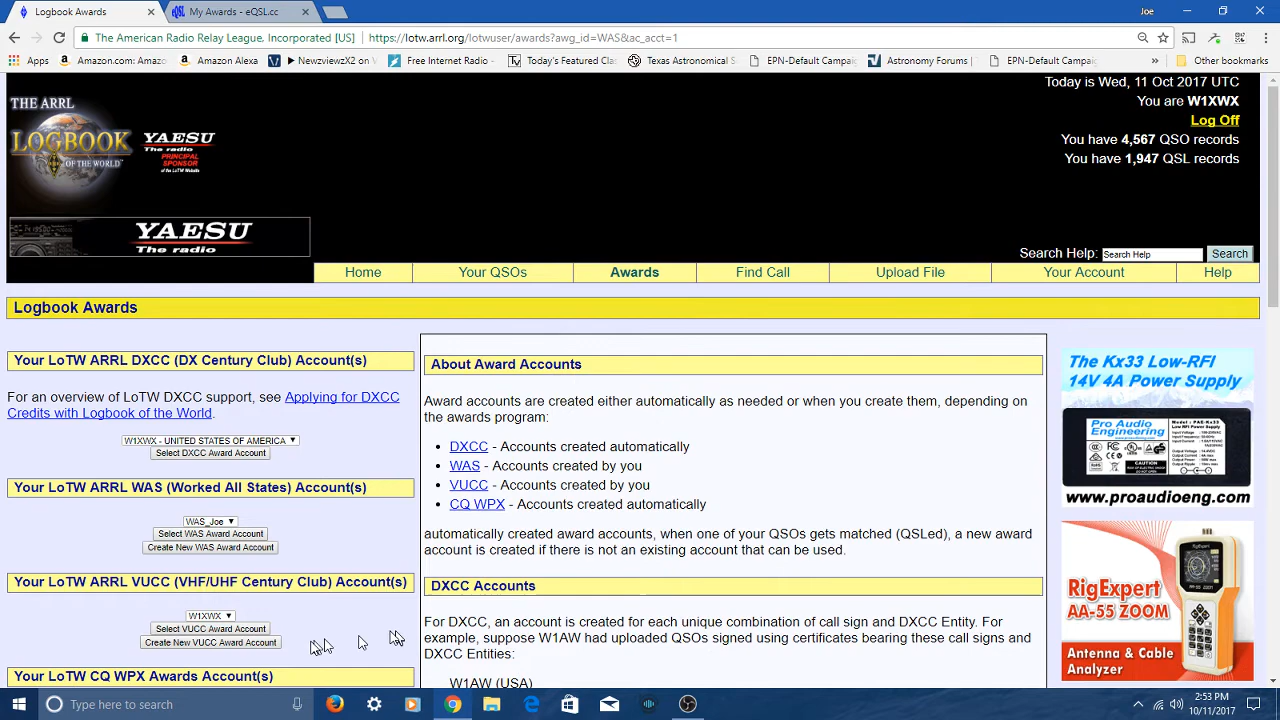 Logbook Awards
My Awards - eQSL.cc
Joe
The American Radio Relay League, Incorporated [US]
https://lotw.arrl.org/lotwuser/awards?awg_id=WAS&ac_acct=1
Apps
Amazon.com: Amazo
Amazon Alexa
NewzviewzX2 on V
Free Internet Radio -
Today's Featured Cla
Texas Astronomical S
EPN-Default Campai
Astronomy Forums |
EPN-Default Campai
Other bookmarks
Today is Wed, 11 Oct 2017 UTC
You are W1XWX
Log Off
You have 4,567 QSO records
You have 1,947 QSL records
THE ARRL
LOGBOOK
OF THE WORLD
YAESU
The radio
PRINCIPAL
SPONSOR
of the LoTW Website
YAESU
The radio
Search Help: Search Help Search
Home
Your QSOs
Awards
Find Call
Upload File
Your Account
Help
Logbook Awards
Your LoTW ARRL DXCC (DX Century Club) Account(s)
For an overview of LoTW DXCC support, see Applying for DXCC
Credits with Logbook of the World.
W1XWX - UNITED STATES OF AMERICA
Select DXCC Award Account
Your LoTW ARRL WAS (Worked All States) Account(s)
WAS_Joe
Select WAS Award Account
Create New WAS Award Account
Your LoTW ARRL VUCC (VHF/UHF Century Club) Account(s)
W1XWX
Select VUCC Award Account
Create New VUCC Award Account
Your LoTW CQ WPX Awards Account(s)
About Award Accounts
Award accounts are created either automatically as needed or when you create them, depending on
the awards program:
DXCC - Accounts created automatically
WAS - Accounts created by you
VUCC - Accounts created by you
CQ WPX - Accounts created automatically
automatically created award accounts, when one of your QSOs gets matched (QSLed), a new award
account is created if there is not an existing account that can be used.
DXCC Accounts
For DXCC, an account is created for each unique combination of call sign and DXCC Entity. For
example, suppose W1AW had uploaded QSOs signed using certificates bearing these call signs and
DXCC Entities:
W1AW (USA)
The Kx33 Low-RFI
14V 4A Power Supply
Pro Audio
Engineering
www.proaudioeng.com
RigExpert
AA-55 ZOOM
Antenna & Cable
Analyzer
Type here to search
2:53 PM
10/11/2017